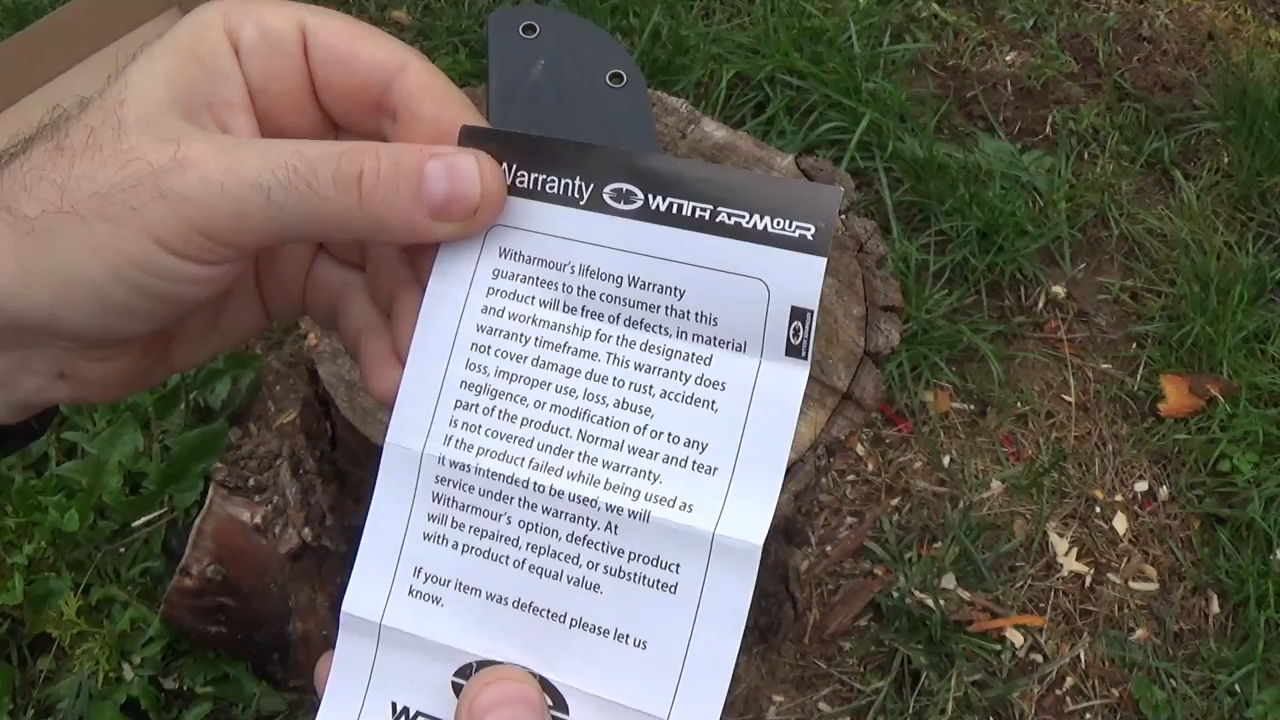 Warranty WITH ARMOUR
Witharmour's lifelong Warranty
guarantees to the consumer that this
product will be free of defects, in material
and workmanship for the designated
warranty timeframe. This warranty does
not cover damage due to rust, accident,
loss, improper use, loss, abuse,
negligence, or modification of or to any
part of the product. Normal wear and tear
is not covered under the warranty.
If the product failed while being used as
it was intended to be used, we will
service under the warranty. At
Witharmour's option, defective product
will be repaired, replaced, or substituted
with a product of equal value.
If your item was defected please let us
know.